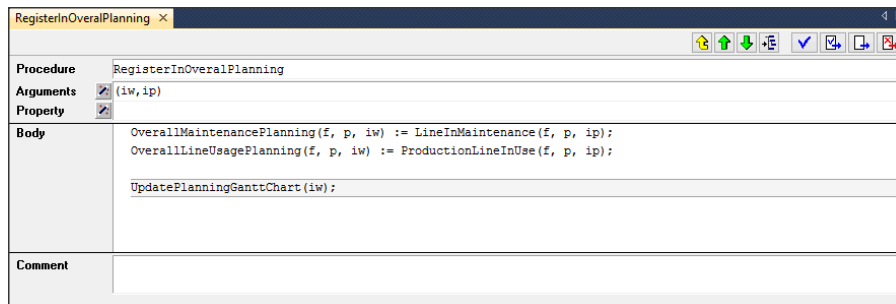 RegisterInOveralPlanning
Procedure RegisterInOveralPlanning
Arguments (iw,ip)
Property
Body OverallMaintenancePlanning(f, p, iw) := LineInMaintenance(f, p, ip);
OverallLineUsagePlanning(f, p, iw) := ProductionLineInUse(f, p, ip);
UpdatePlanningGanttChart(iw);
Comment